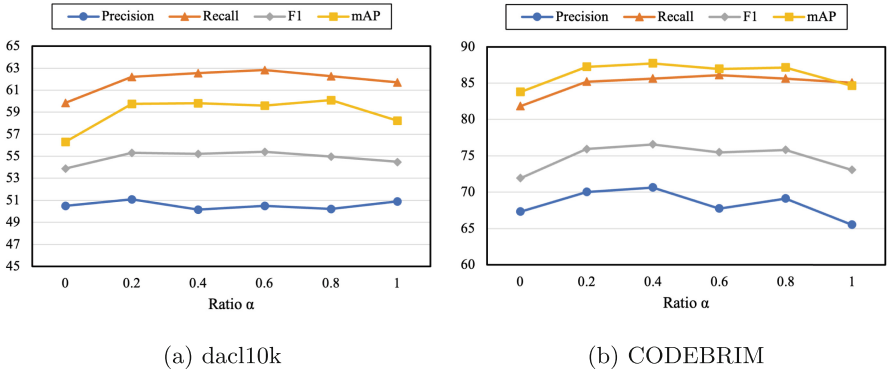 Precision Recall F1 mAP
65
63
61
59
57
55
53
51
49
47
45
0 0.2 0.4 0.6 0.8 1
Ratio α
(a) dacl10k
Precision Recall F1 mAP
90
85
80
75
70
65
60
0 0.2 0.4 0.6 0.8 1
Ratio α
(b) CODEBRIM